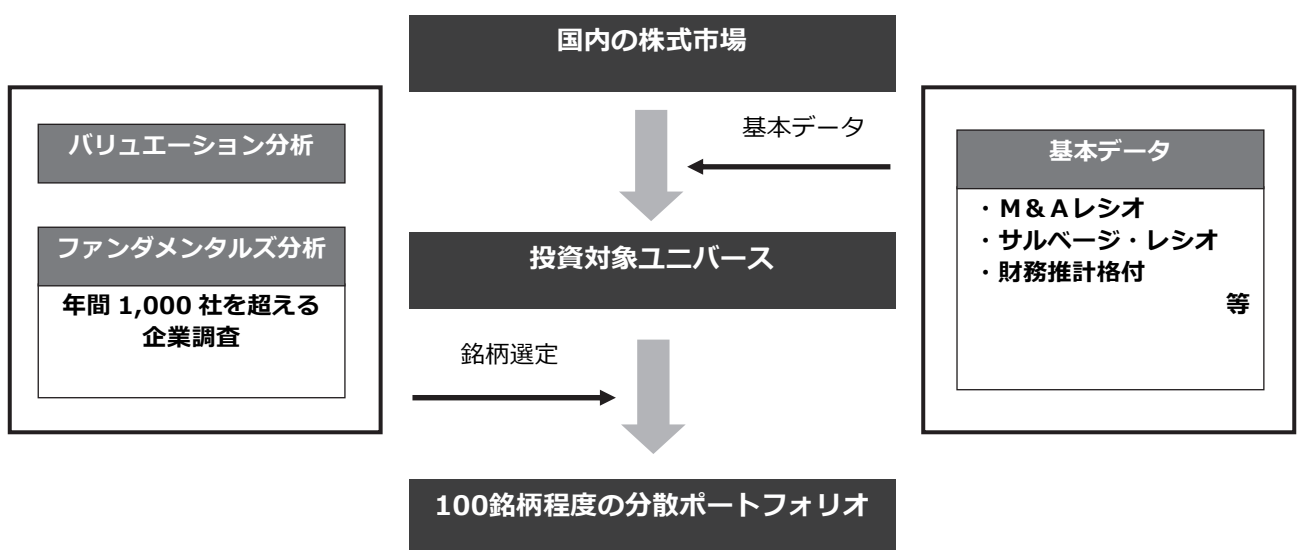 国内の株式市場
基本データ
バリュエーション分析
ファンダメンタルズ分析
年間 1,000 社を超える
企業調査
基本データ
・M&Aレシオ
・サルベージ・レシオ
・財務推計格付
等
投資対象ユニバース
銘柄選定
100銘柄程度の分散ポートフォリオ